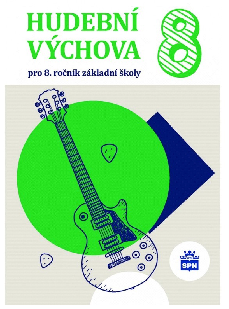 HUDEBNÍ
VÝCHOVA
8
pro 8. ročník základní školy
SPN